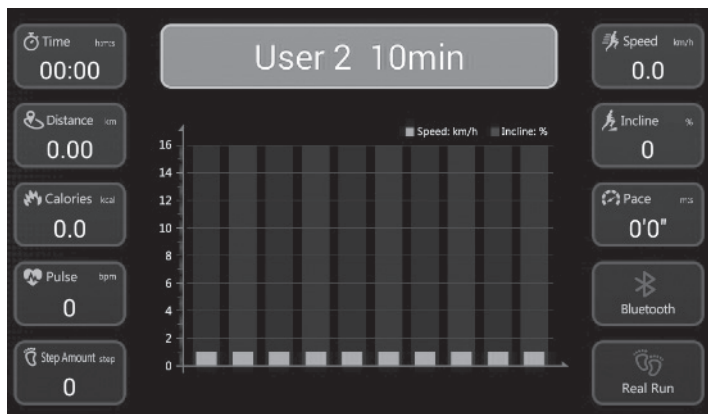 Time h:m:s
00:00
Distance km
0.00
Calories kcal
0.0
Pulse bpm
0
Step Amount step
0
User 2 10min
Speed: km/h Incline: %
16
14
12
10
8
6
4
2
0
Speed km/h
0.0
Incline %
0
Pace m:s
0'0"
Bluetooth
Real Run